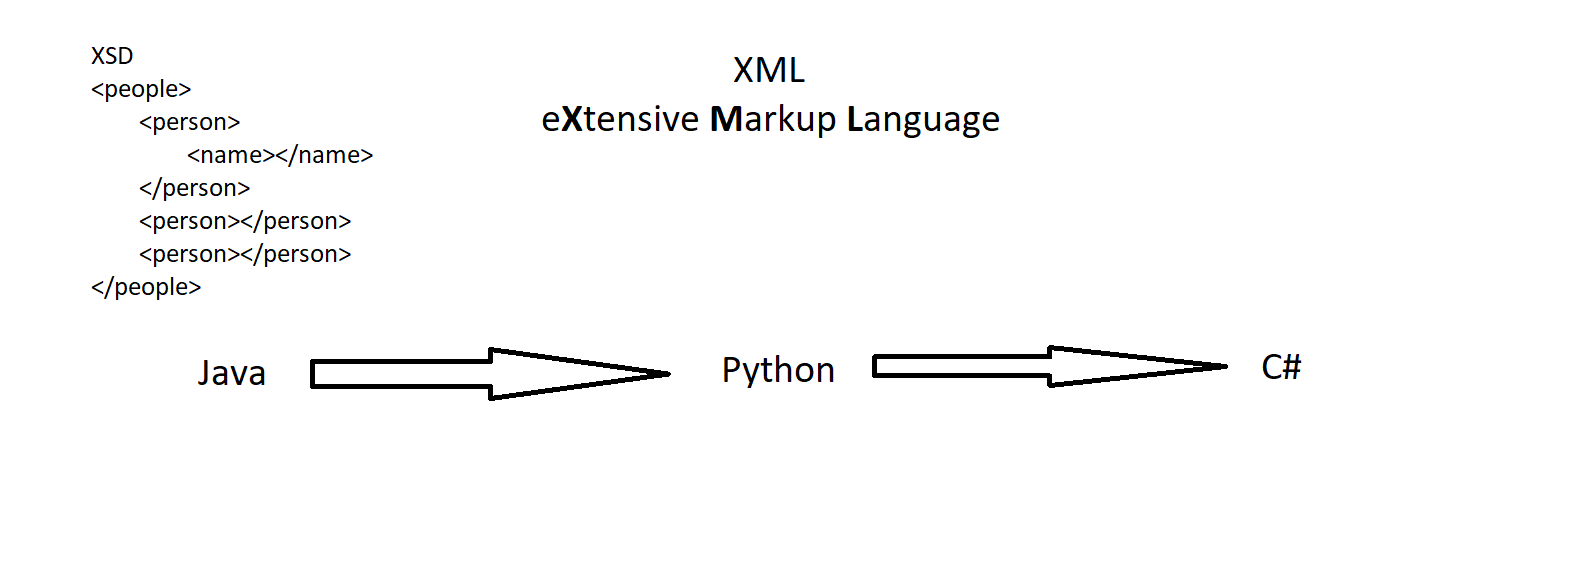 XSD
<people>
<person>
<name></name>
</person>
<person></person>
<person></person>
</people>
XML
eXtensive Markup Language
Java
Python
C#